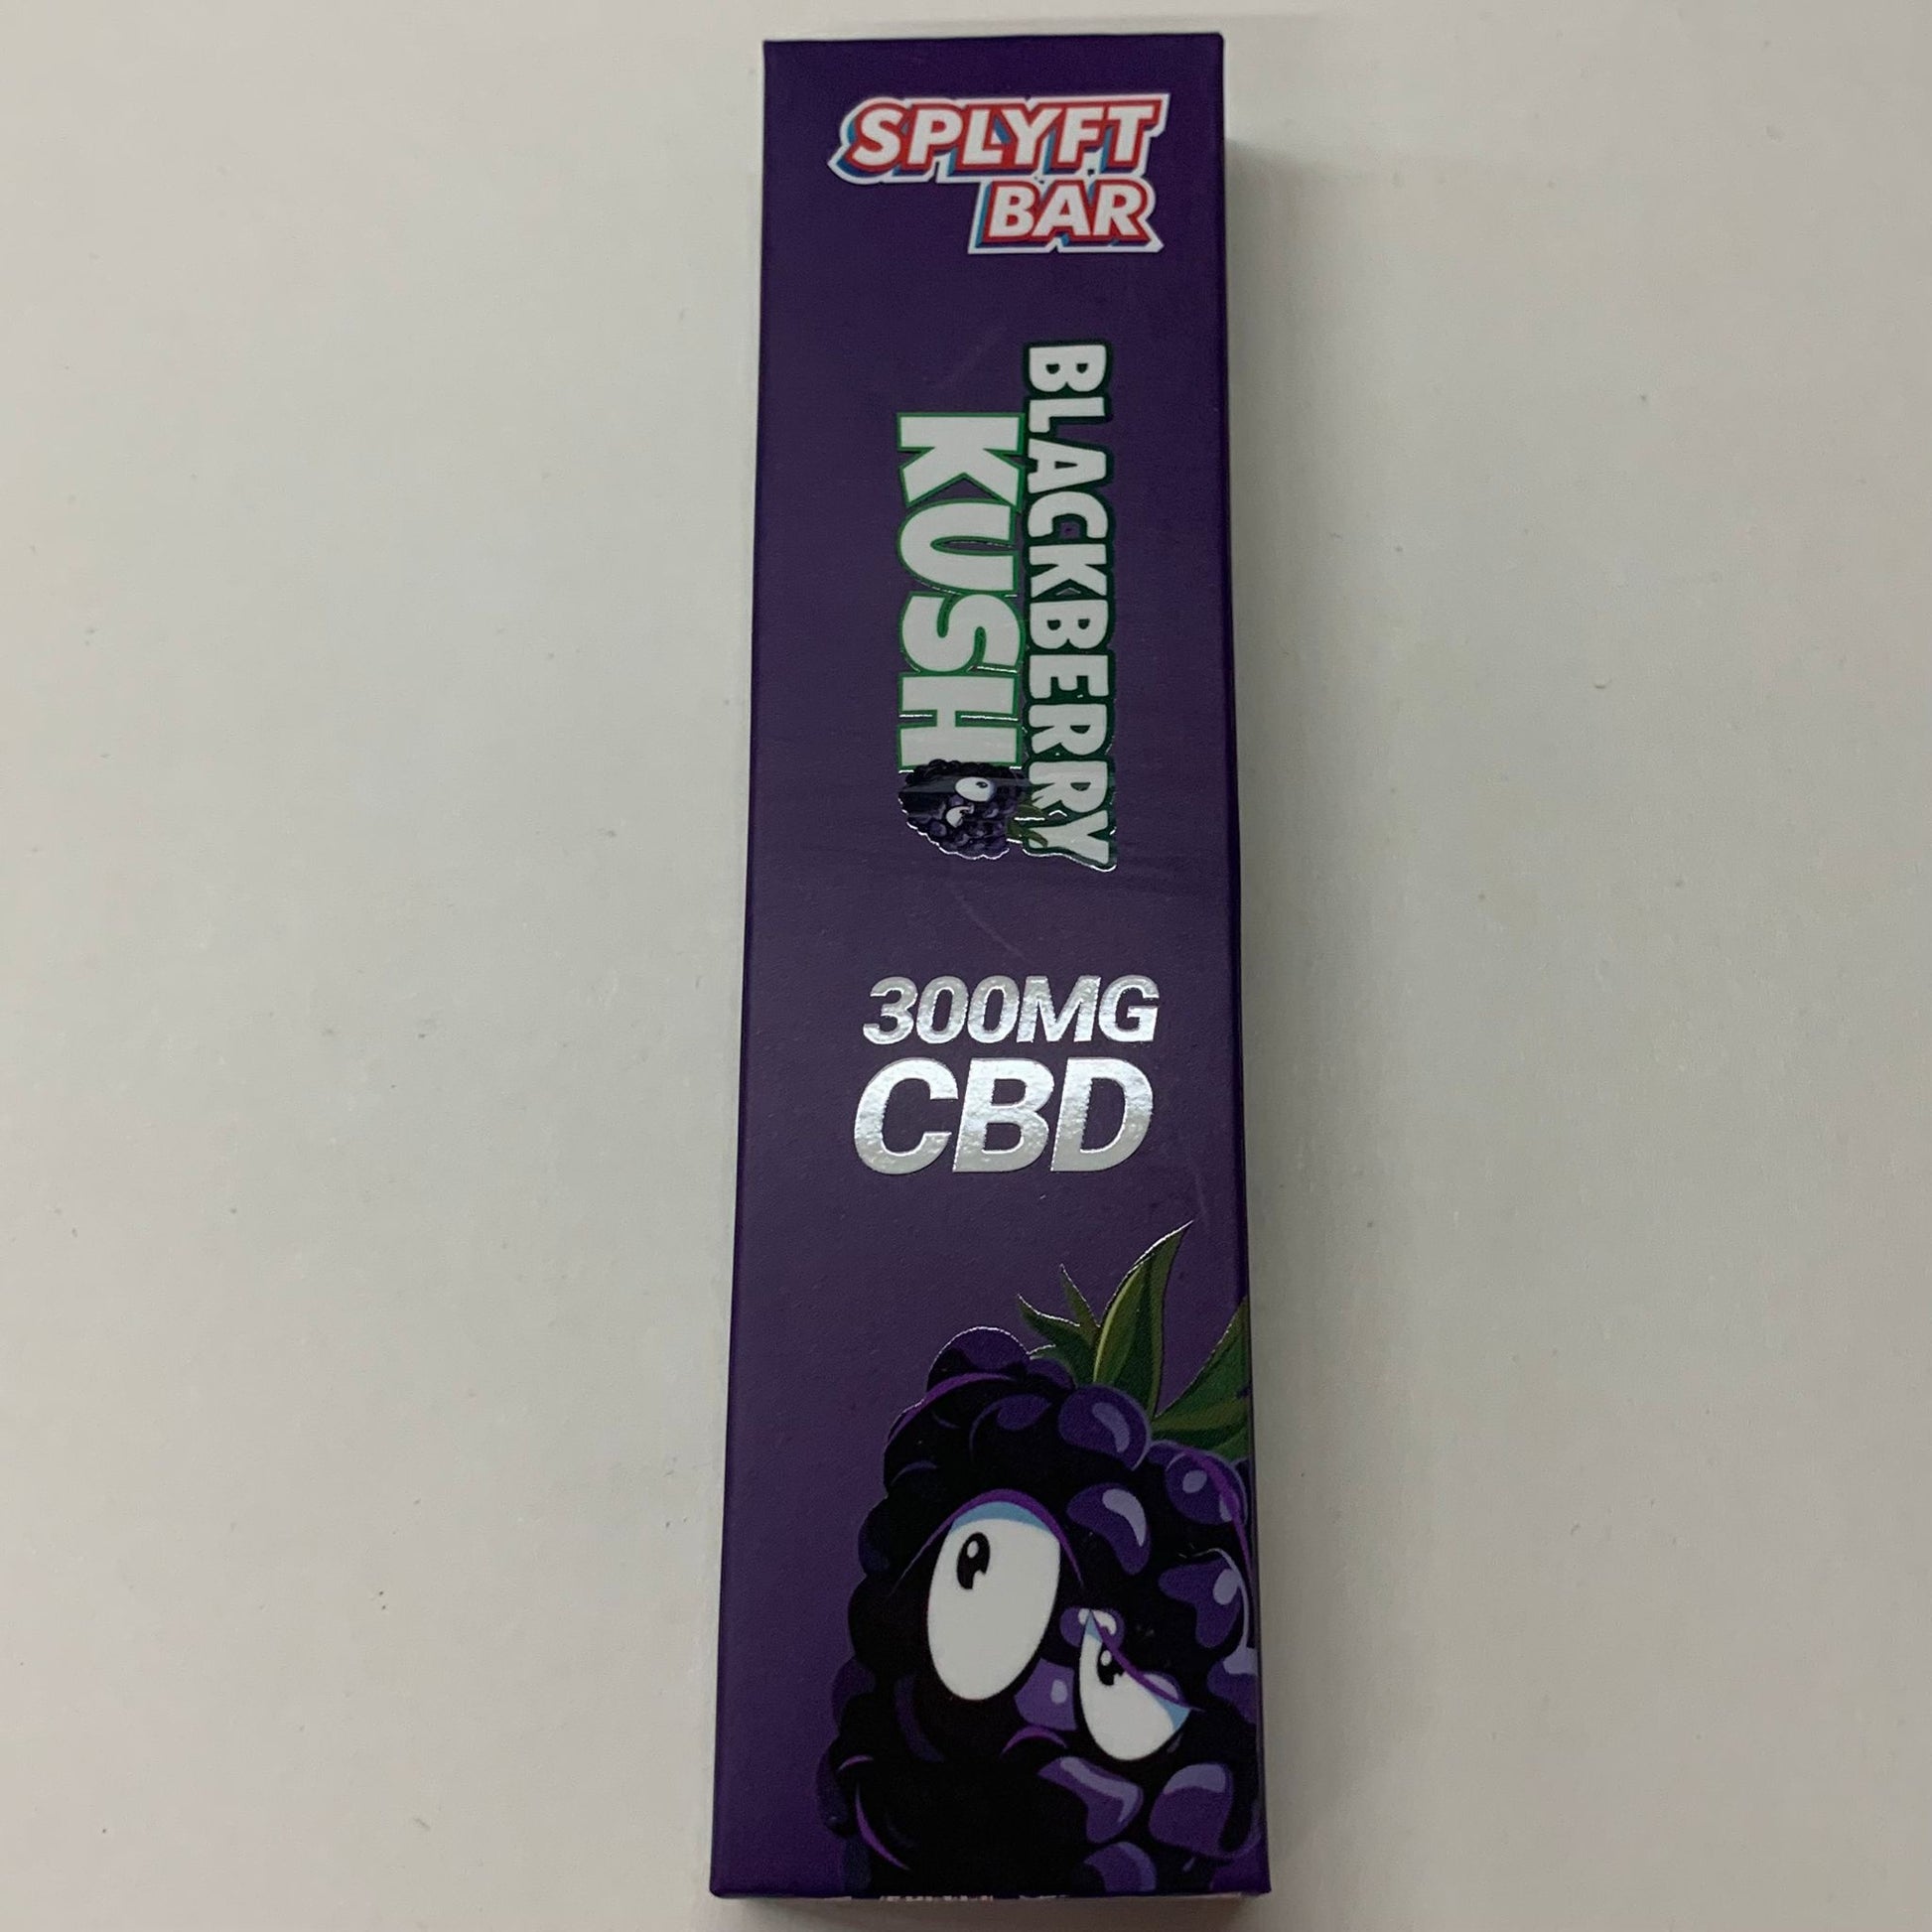 SPLYFT
BAR
BLACKBERRY
KUSH
300MG
CBD